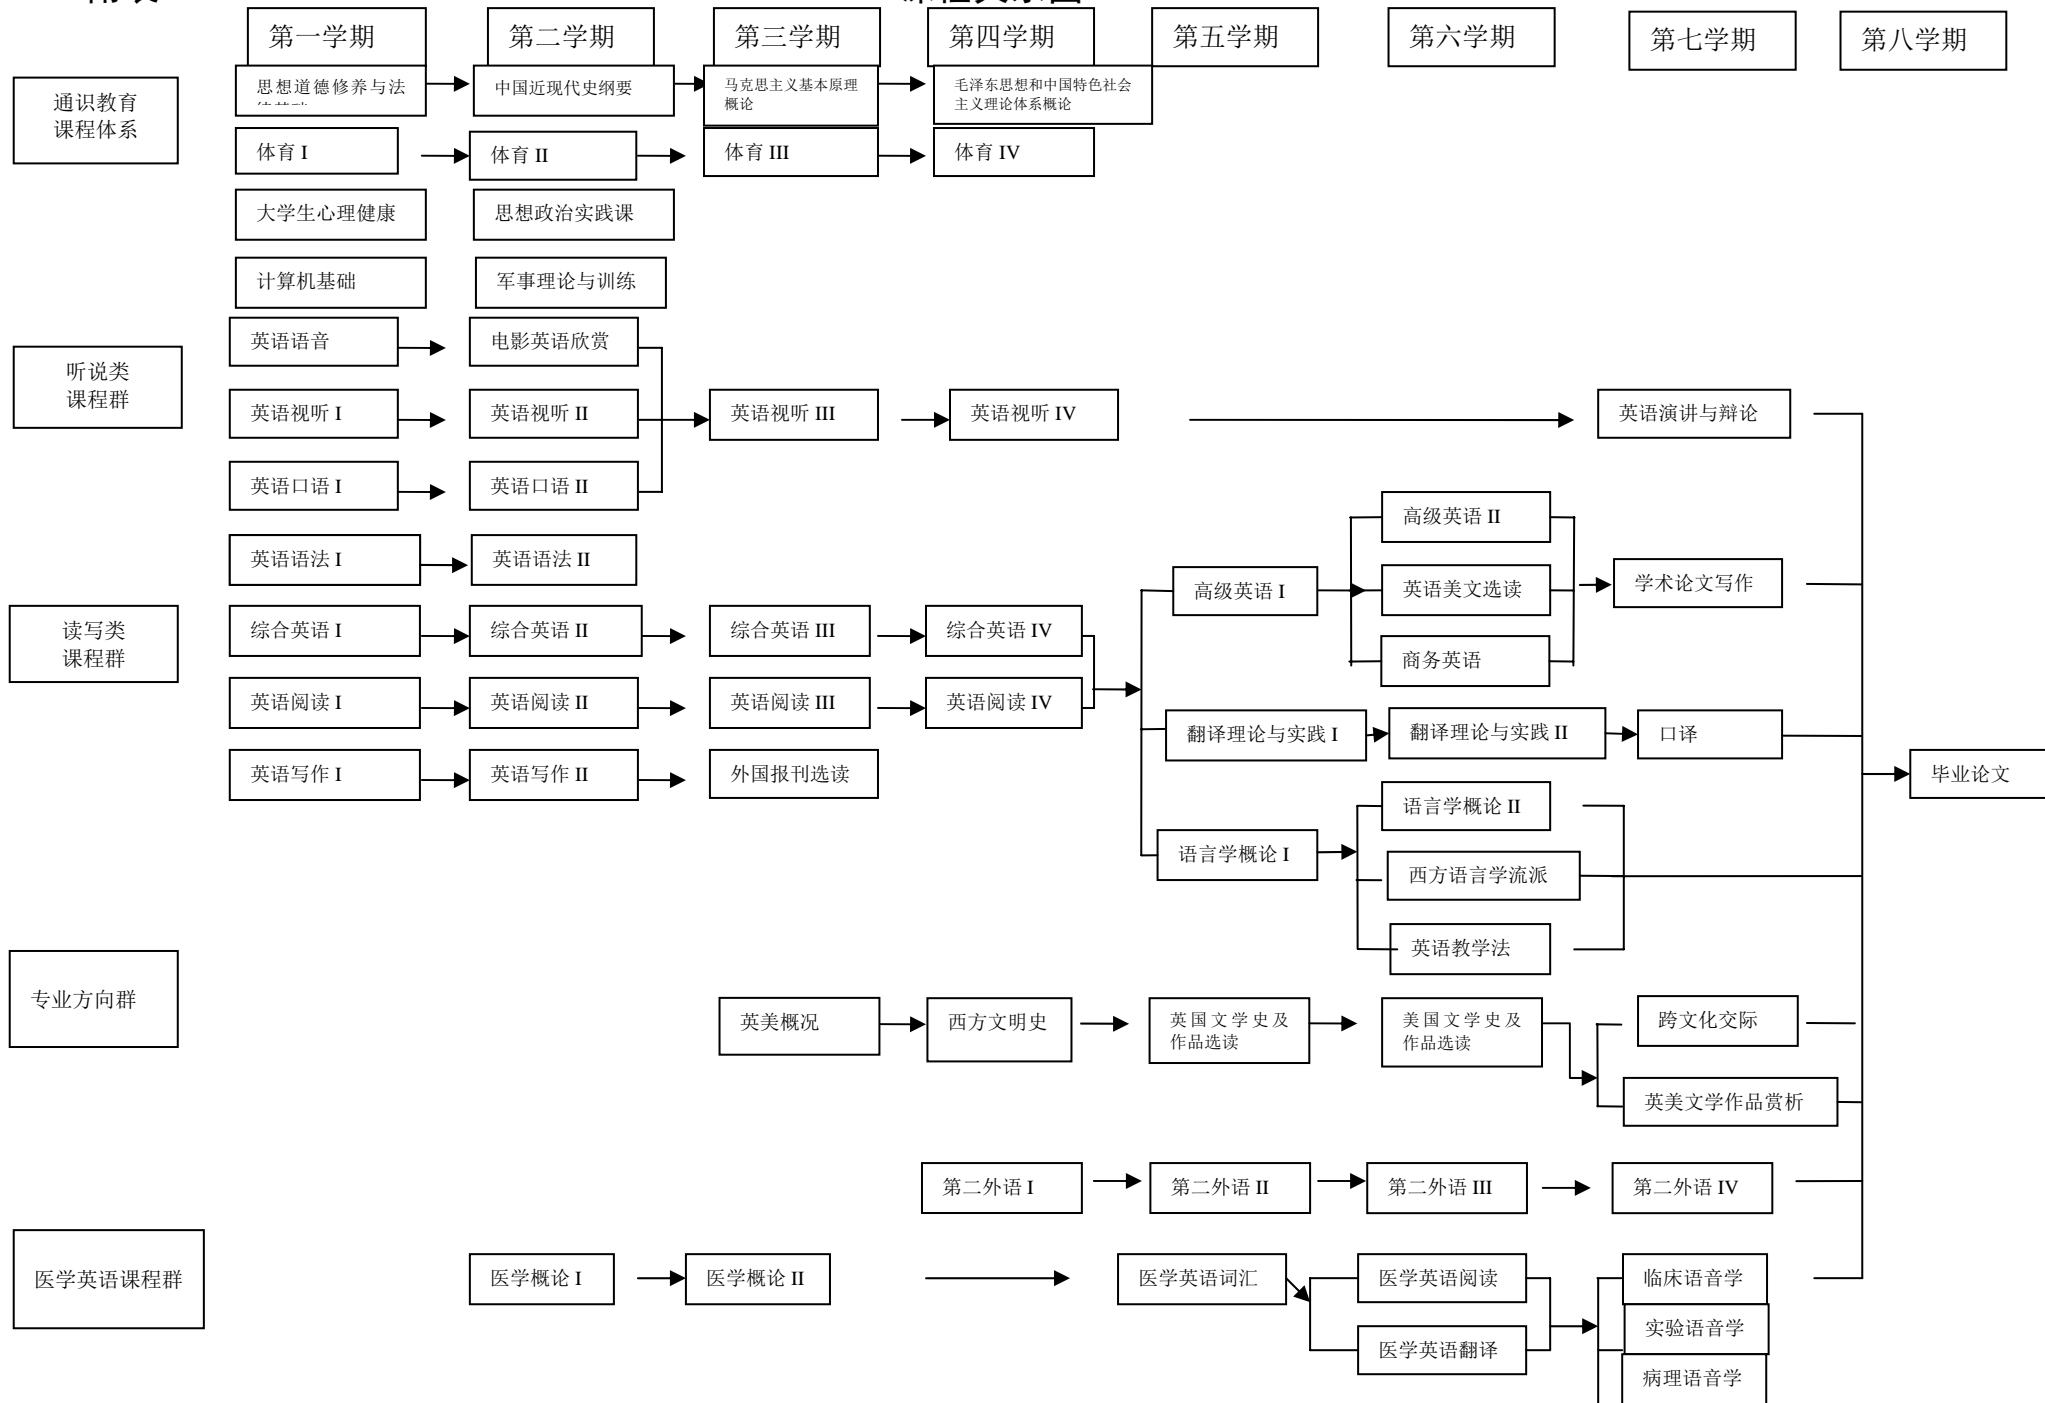 第一学期
第二学期
第三学期
第四学期
第五学期
第六学期
第七学期
第八学期
通识教育
课程体系
思想道德修养与法
中国近现代史纲要
马克思主义基本原理
概论
毛泽东思想和中国特色社会
主义理论体系概论
体育 I
体育 II
体育 III
体育 IV
大学生心理健康
思想政治实践课
计算机基础
军事理论与训练
听说类
课程群
英语语音
电影英语欣赏
英语视听 I
英语视听 II
英语视听 III
英语视听 IV
英语演讲与辩论
英语口语 I
英语口语 II
英语语法 I
英语语法 II
读写类
课程群
综合英语 I
综合英语 II
综合英语 III
综合英语 IV
英语阅读 I
英语阅读 II
英语阅读 III
英语阅读 IV
英语写作 I
英语写作 II
外国报刊选读
高级英语 I
高级英语 II
英语美文选读
商务英语
学术论文写作
翻译理论与实践 I
翻译理论与实践 II
口译
毕业论文
语言学概论 I
语言学概论 II
西方语言学流派
英语教学法
专业方向群
英美概况
西方文明史
英国文学史及
作品选读
美国文学史及
作品选读
跨文化交际
英美文学作品赏析
第二外语 I
第二外语 II
第二外语 III
第二外语 IV
医学英语课程群
医学概论 I
医学概论 II
医学英语词汇
医学英语阅读
医学英语翻译
临床语音学
实验语音学
病理语音学